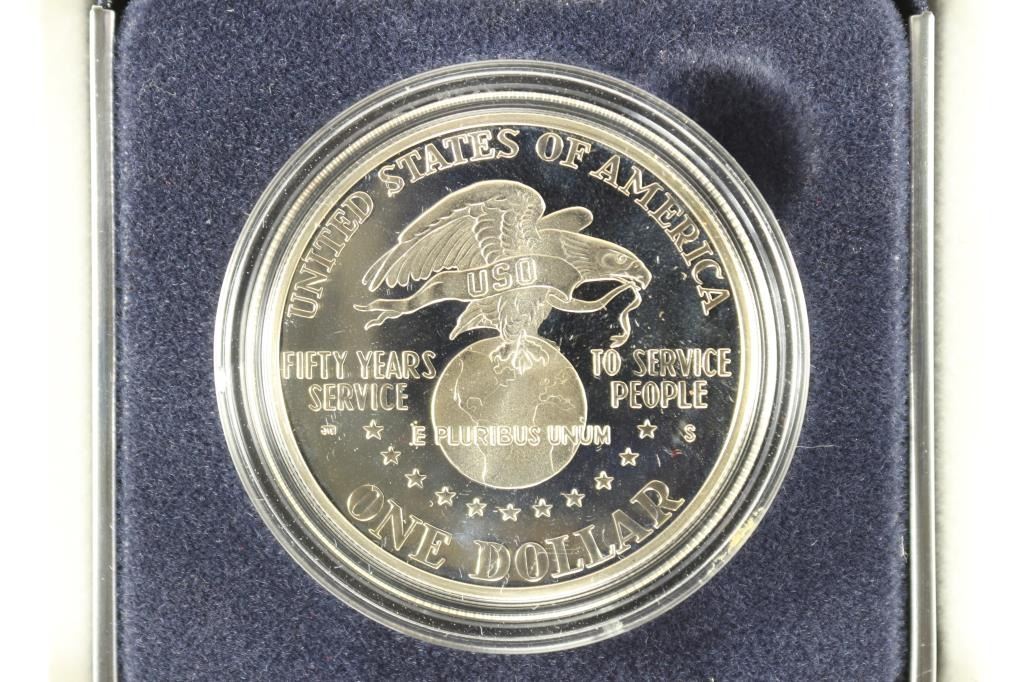 UNITED STATES OF AMERICA
USO
FIFTY YEARS
SERVICE
TO SERVICE
PEOPLE
E PLURIBUS UNUM
S
ONE DOLLAR